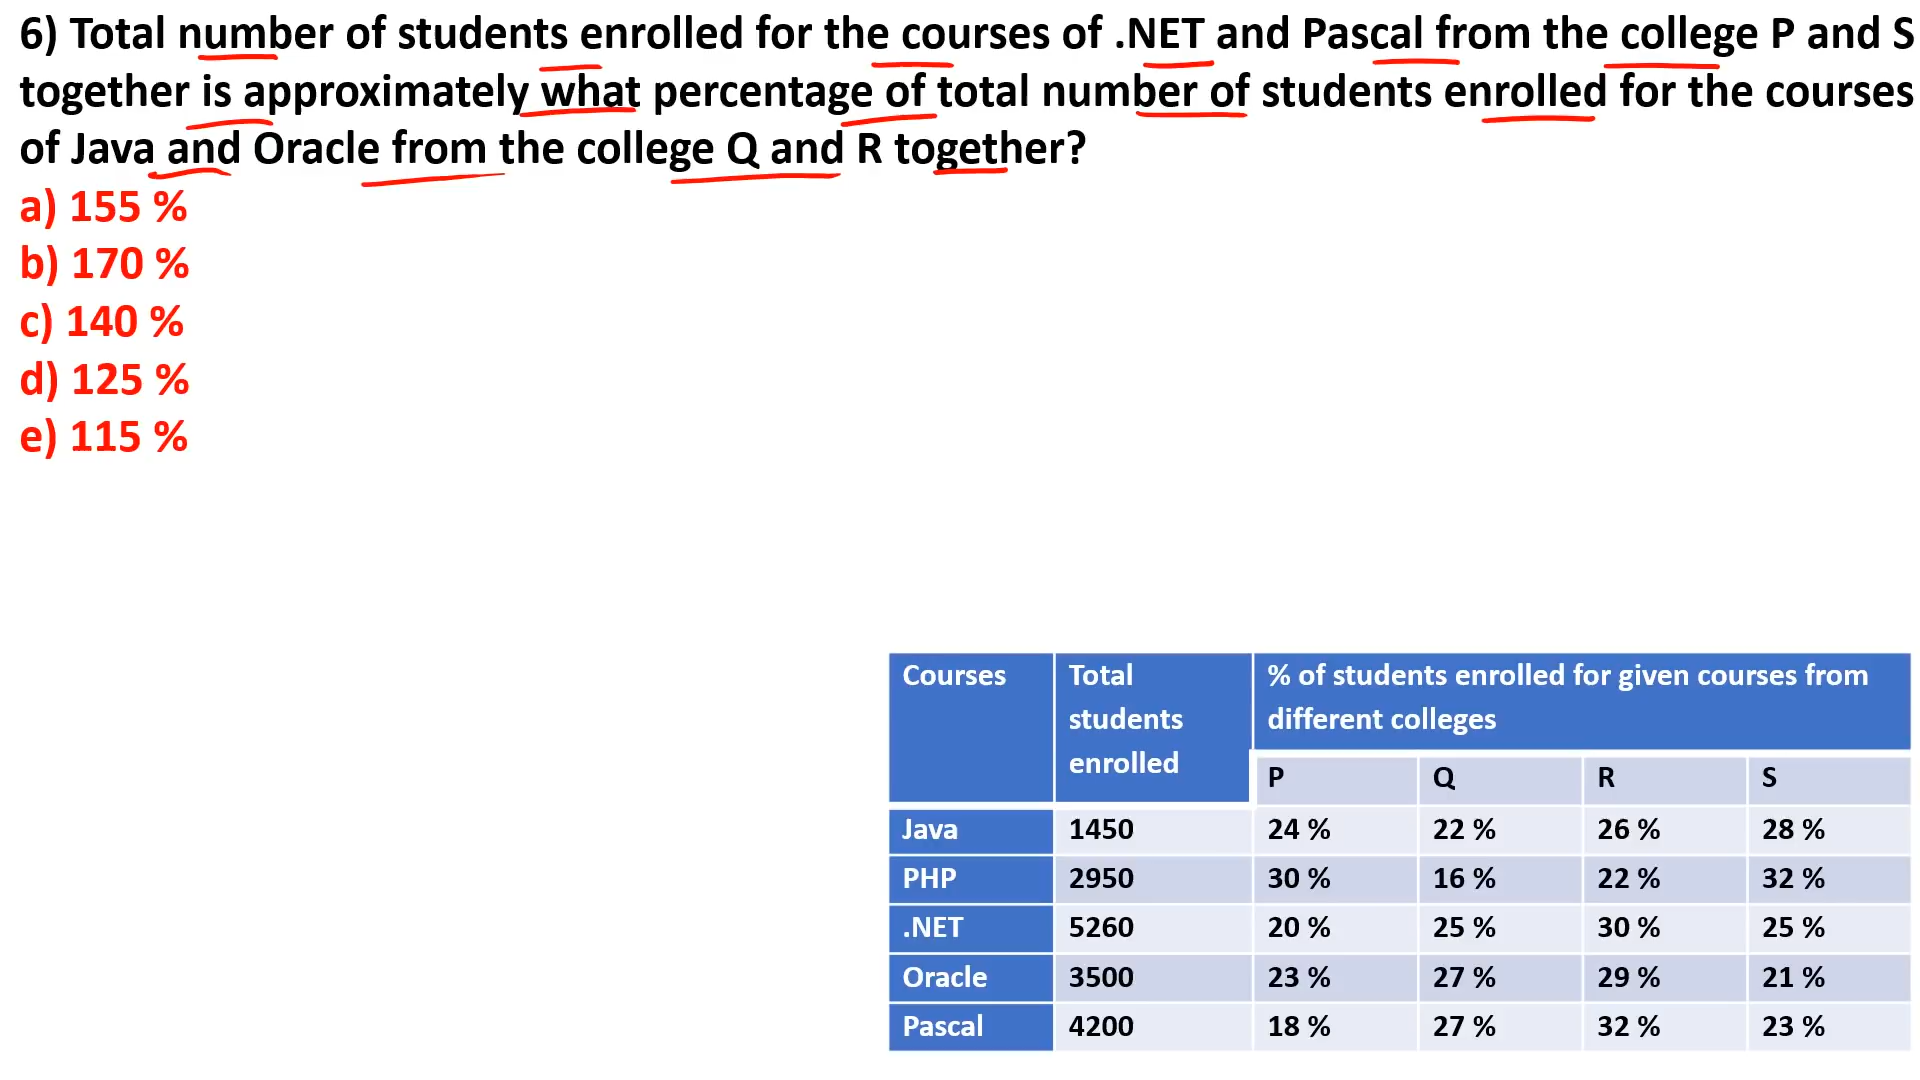 6) Total number of students enrolled for the courses of .NET and Pascal from the college P and S
together is approximately what percentage of total number of students enrolled for the courses
of Java and Oracle from the college Q and R together?
a) 155 %
b) 170 %
c) 140 %
d) 125 %
e) 115 %
Courses Total students enrolled % of students enrolled for given courses from different colleges
P Q R S
Java 1450 24 % 22 % 26 % 28 %
PHP 2950 30 % 16 % 22 % 32 %
.NET 5260 20 % 25 % 30 % 25 %
Oracle 3500 23 % 27 % 29 % 21 %
Pascal 4200 18 % 27 % 32 % 23 %